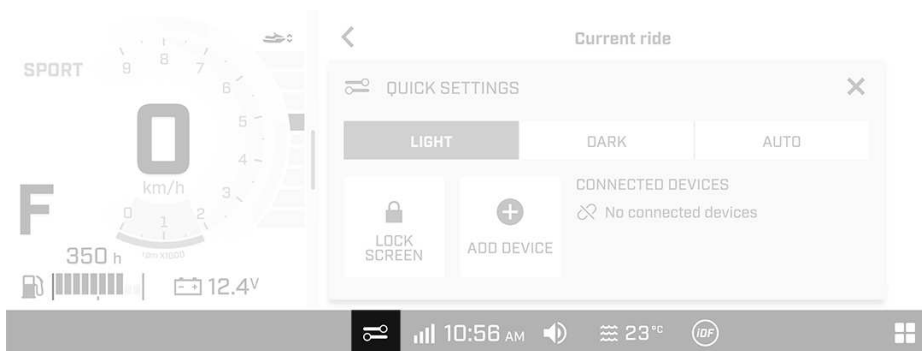 SPORT
9
8
7
6
5
4
3
2
1
0
0
km/h
F
rpm x1000
350 h
12.4V
Current ride
QUICK SETTINGS
LIGHT
DARK
AUTO
LOCK
SCREEN
ADD DEVICE
CONNECTED DEVICES
No connected devices
10:56 AM
23°C
iDF